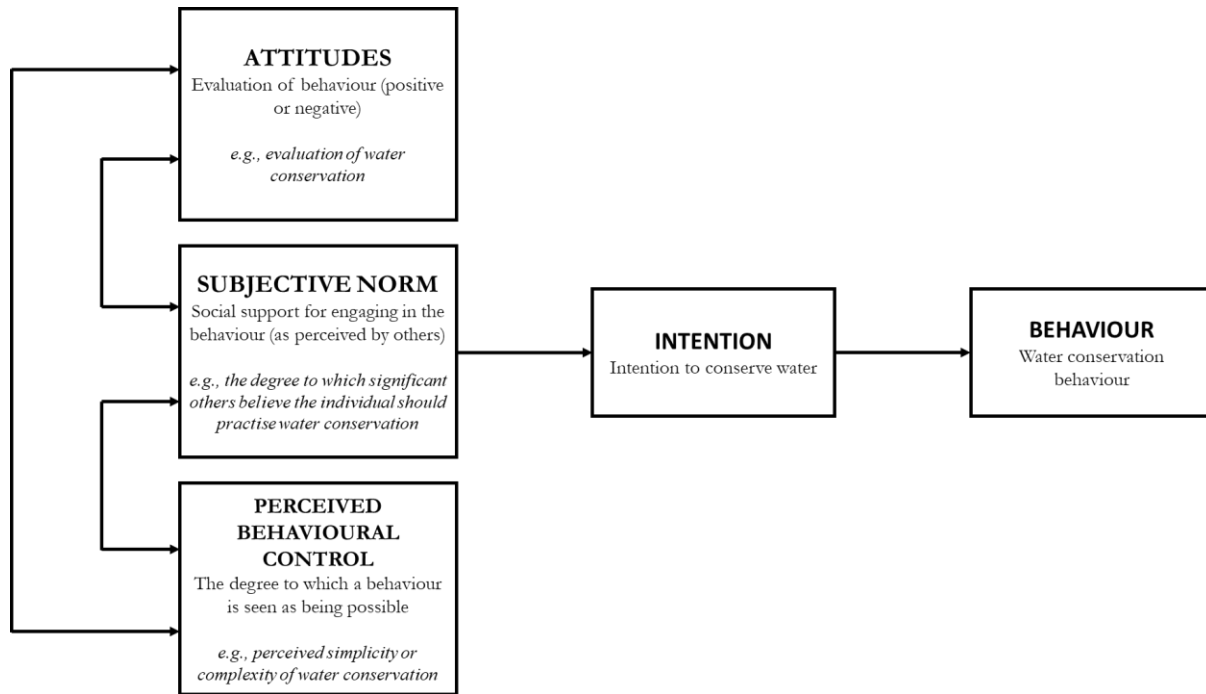 ATTITUDES
Evaluation of behaviour (positive
or negative)
e.g., evaluation of water
conservation
SUBJECTIVE NORM
Social support for engaging in the
behaviour (as perceived by others)
e.g., the degree to which significant
others believe the individual should
practise water conservation
PERCEIVED
BEHAVIOURAL
CONTROL
The degree to which a behaviour
is seen as being possible
e.g., perceived simplicity or
complexity of water conservation
INTENTION
Intention to conserve water
BEHAVIOUR
Water conservation
behaviour